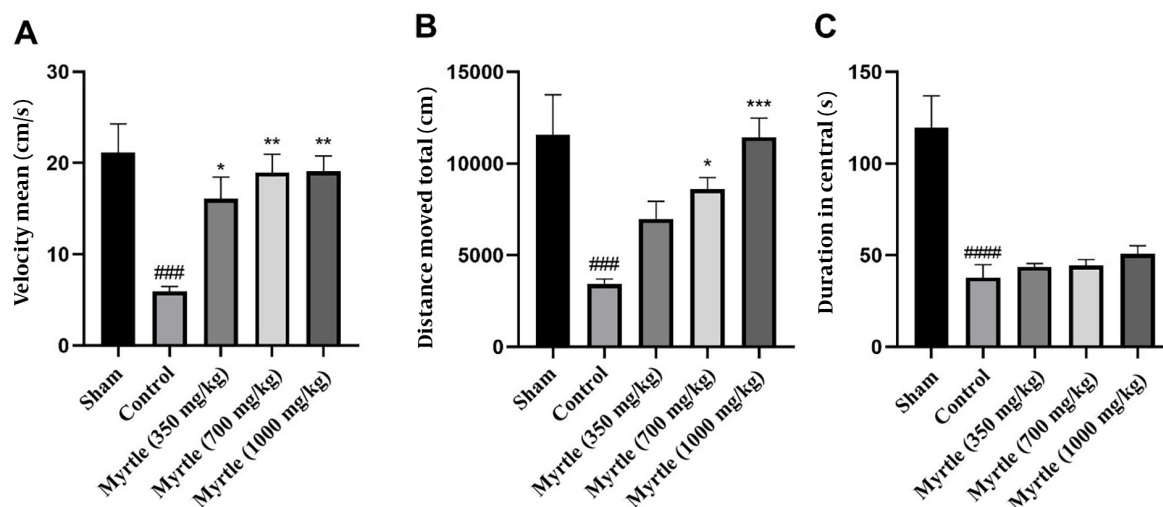 A
Velocity mean (cm/s)
30
20
10
0
###
*
**
**
Sham
Control
Myrtle (350 mg/kg)
Myrtle (700 mg/kg)
Myrtle (1000 mg/kg)
B
Distance moved total (cm)
15000
10000
5000
0
###
*
***
Sham
Control
Myrtle (350 mg/kg)
Myrtle (700 mg/kg)
Myrtle (1000 mg/kg)
C
Duration in central (s)
150
100
50
0
####
Sham
Control
Myrtle (350 mg/kg)
Myrtle (700 mg/kg)
Myrtle (1000 mg/kg)